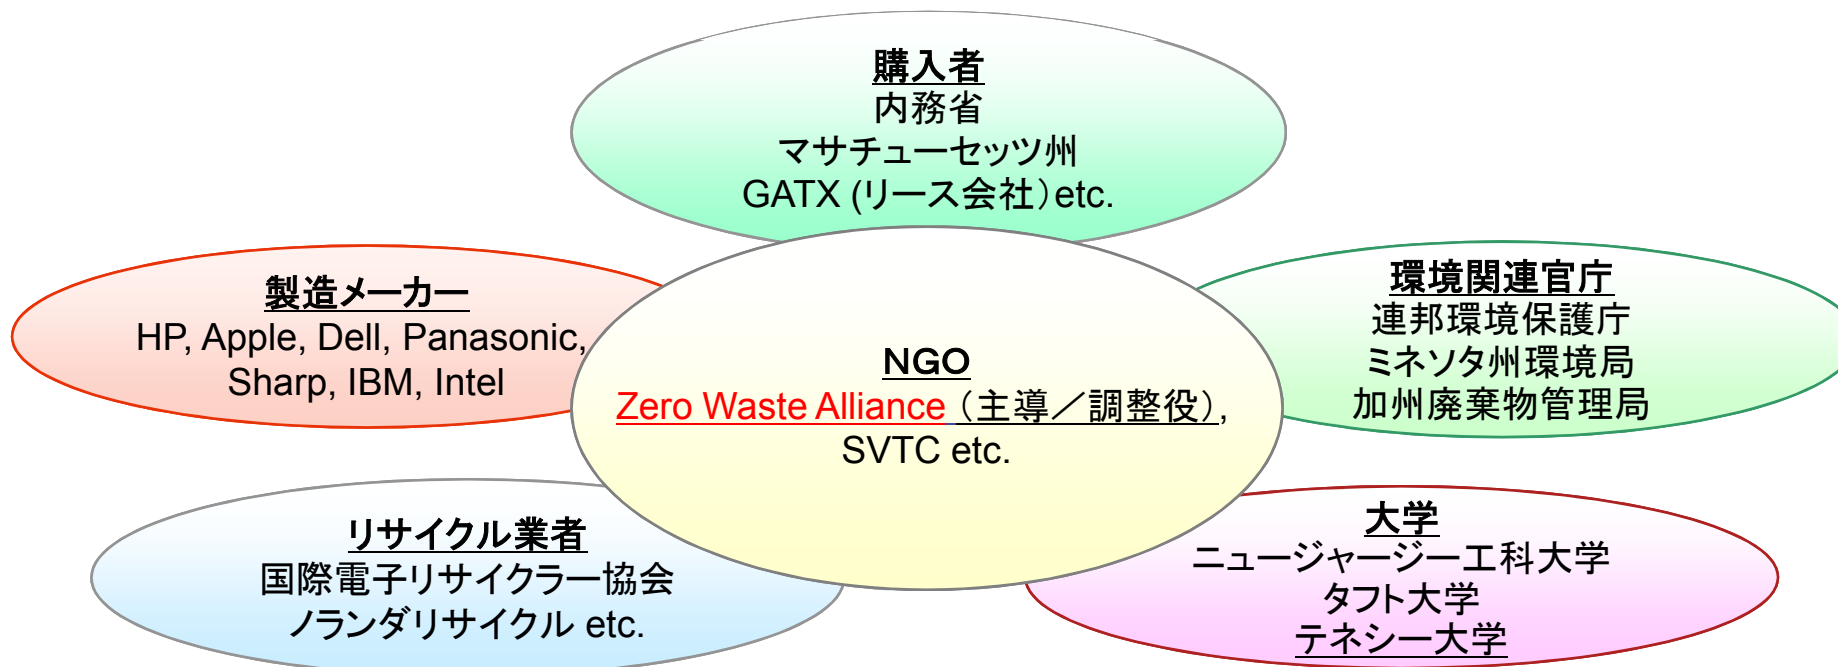 購入者
内務省
マサチューセッツ州
GATX (リース会社）etc.
製造メーカー
HP, Apple, Dell, Panasonic,
Sharp, IBM, Intel
環境関連官庁
連邦環境保護庁
ミネソタ州環境局
加州廃棄物管理局
ＮＧＯ
Zero Waste Alliance （主導／調整役）,
SVTC etc.
リサイクル業者
国際電子リサイクラー協会
ノランダリサイクル etc.
大学
ニュージャージー工科大学
タフト大学
テネシー大学